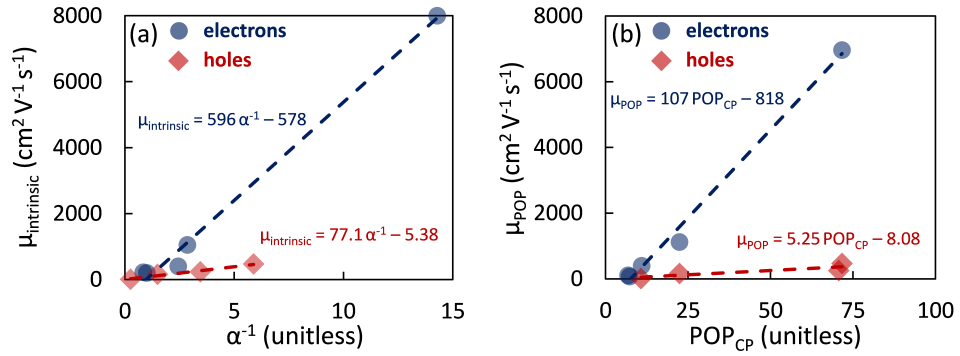 (a)
electrons
holes
μintrinsic = 596 α⁻¹ – 578
μintrinsic = 77.1 α⁻¹ – 5.38
μintrinsic (cm² V⁻¹ s⁻¹)
8000
6000
4000
2000
0
0 5 10 15
α⁻¹ (unitless)
(b)
electrons
holes
μPOP = 107 POPCP – 818
μPOP = 5.25 POPCP – 8.08
μPOP (cm² V⁻¹ s⁻¹)
8000
6000
4000
2000
0
0 25 50 75 100
POPCP (unitless)